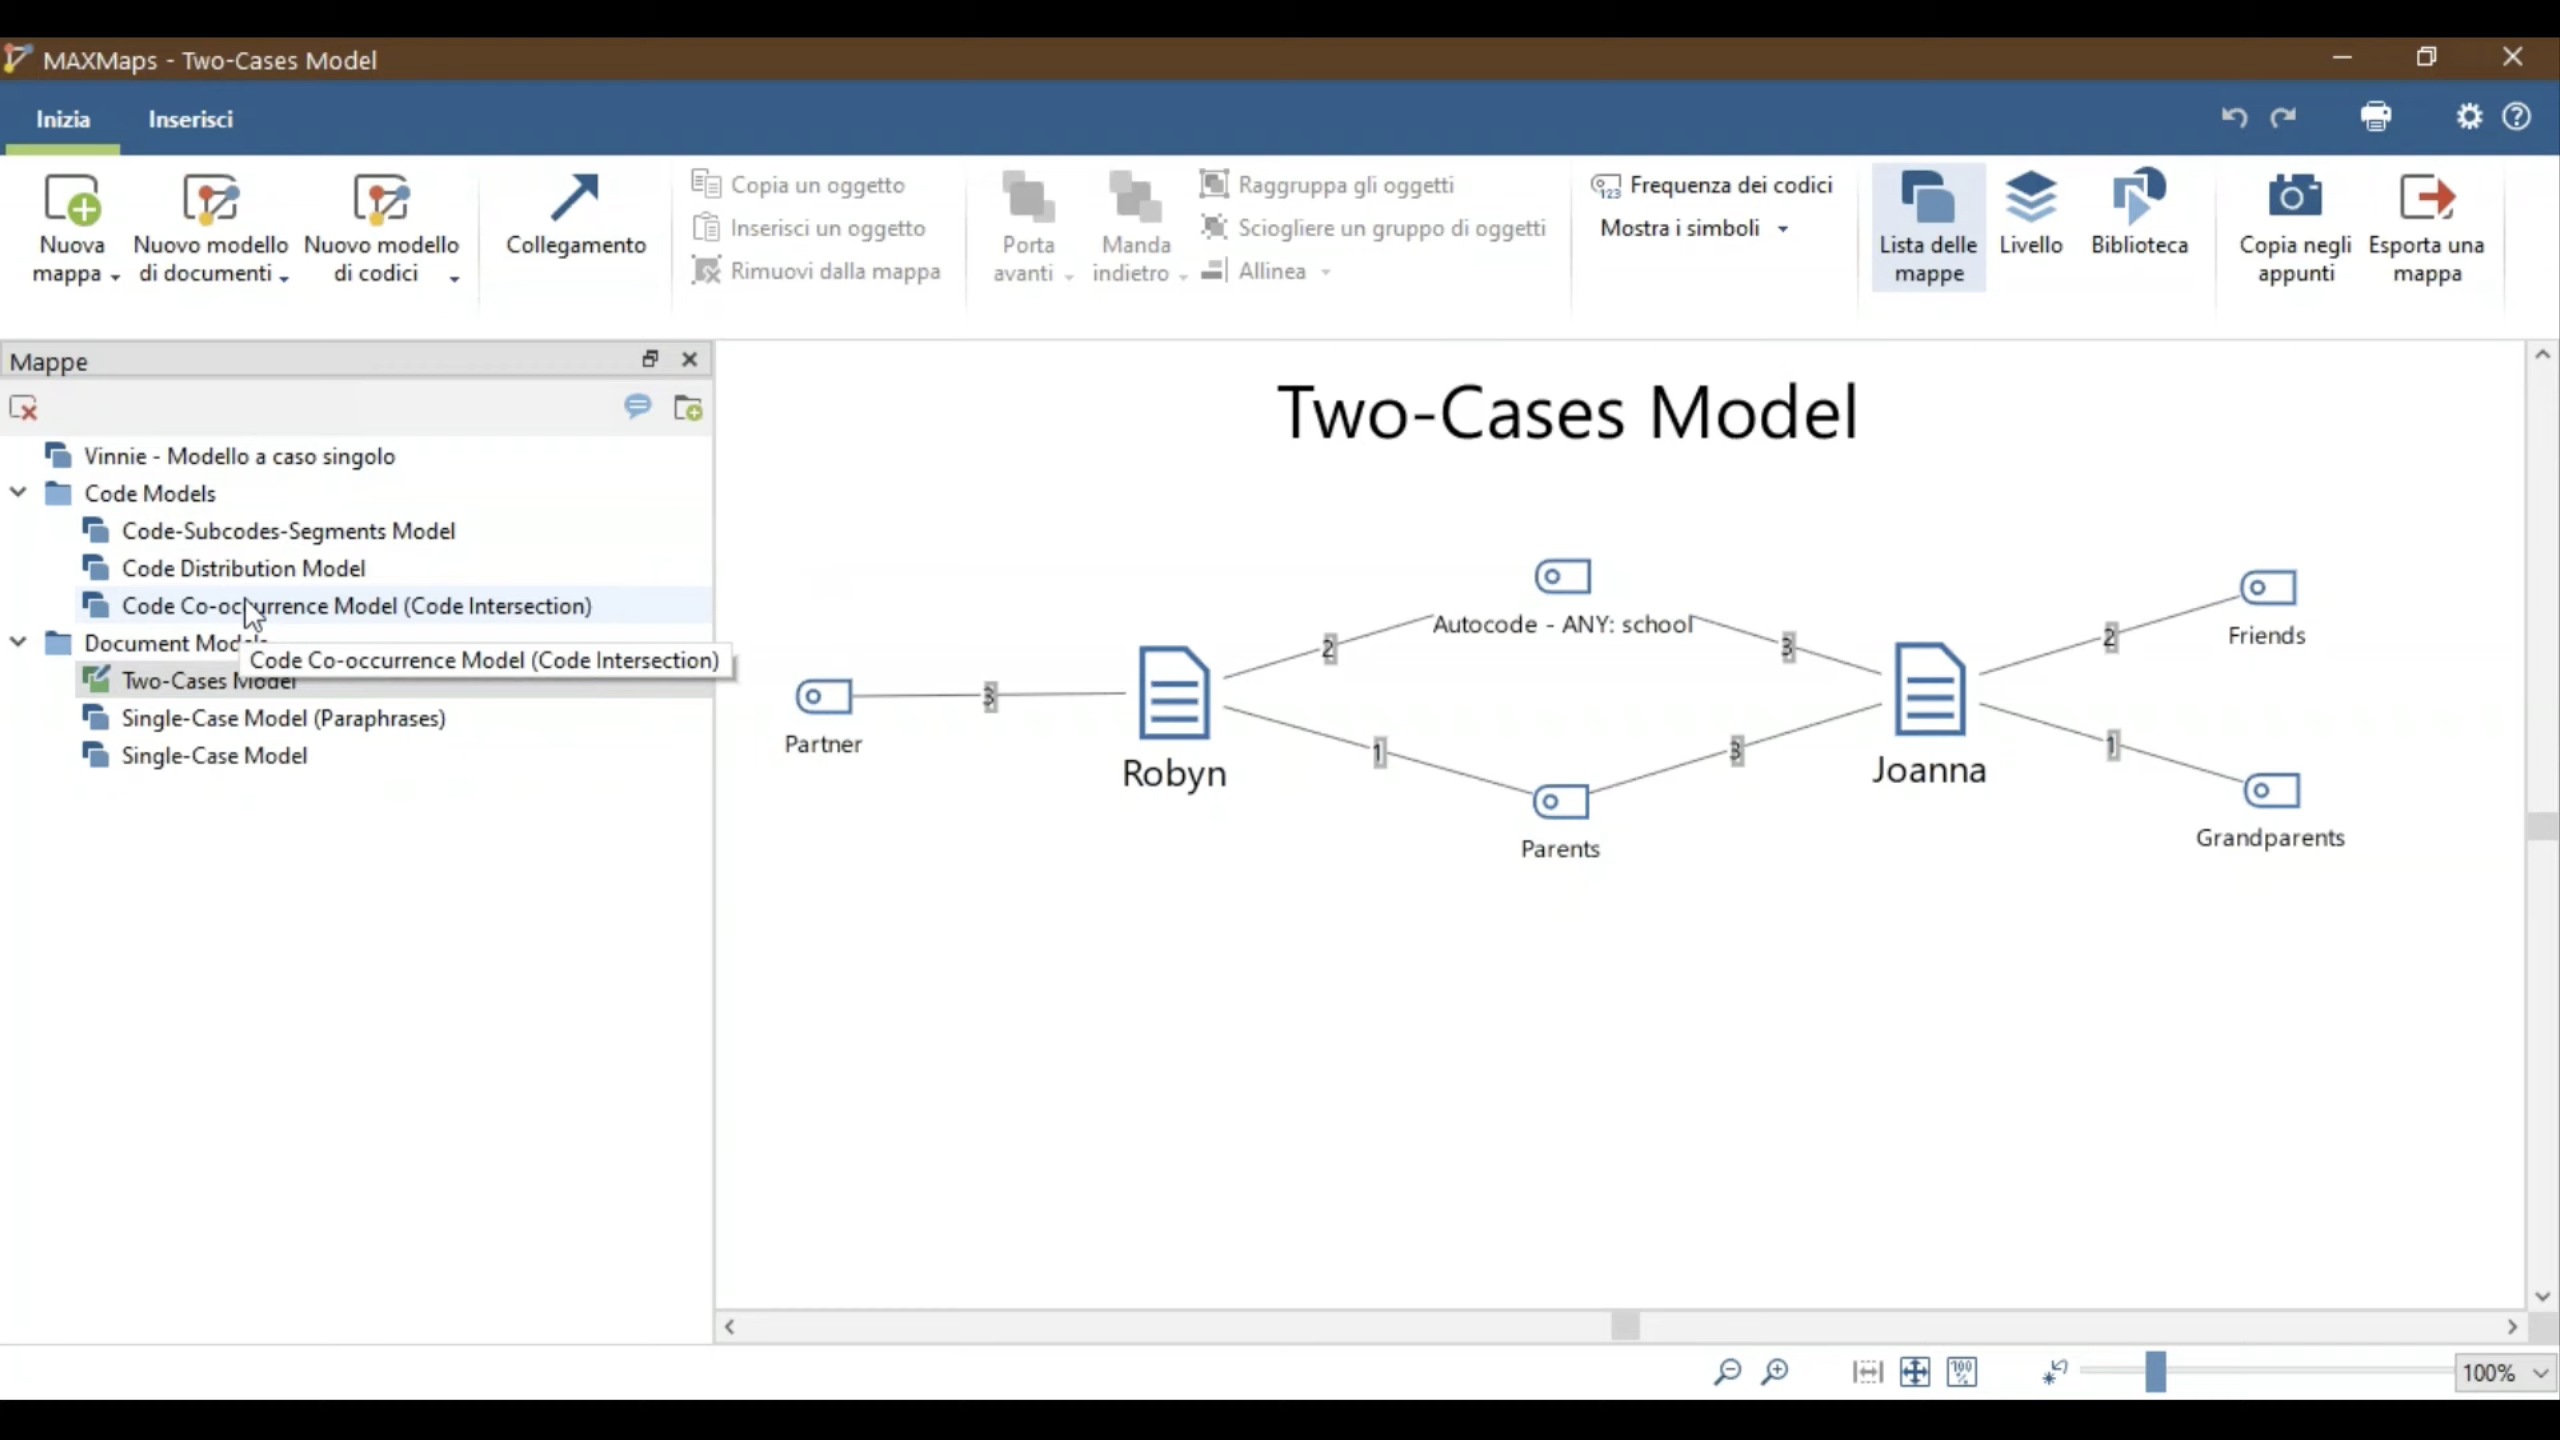 MAXMaps - Two-Cases Model
Inizia
Inserisci
Nuova
mappa
Nuovo modello
di documenti
Nuovo modello
di codici
Collegamento
Copia un oggetto
Inserisci un oggetto
Rimuovi dalla mappa
Porta
avanti
Manda
indietro
Raggruppa gli oggetti
Sciogliere un gruppo di oggetti
Allinea
123
Frequenza dei codici
Mostra i simboli
Lista delle
mappe
Livello
Biblioteca
Copia negli
appunti
Esporta una
mappa
Mappe
Vinnie - Modello a caso singolo
Code Models
Code-Subcodes-Segments Model
Code Distribution Model
Code Co-occurrence Model (Code Intersection)
Document Models
Code Co-occurrence Model (Code Intersection)
Two-Cases Model
Single-Case Model (Paraphrases)
Single-Case Model
Two-Cases Model
Autocode - ANY: school
Friends
2
3
2
Partner
3
Robyn
Joanna
1
3
1
Parents
Grandparents
100%
100%